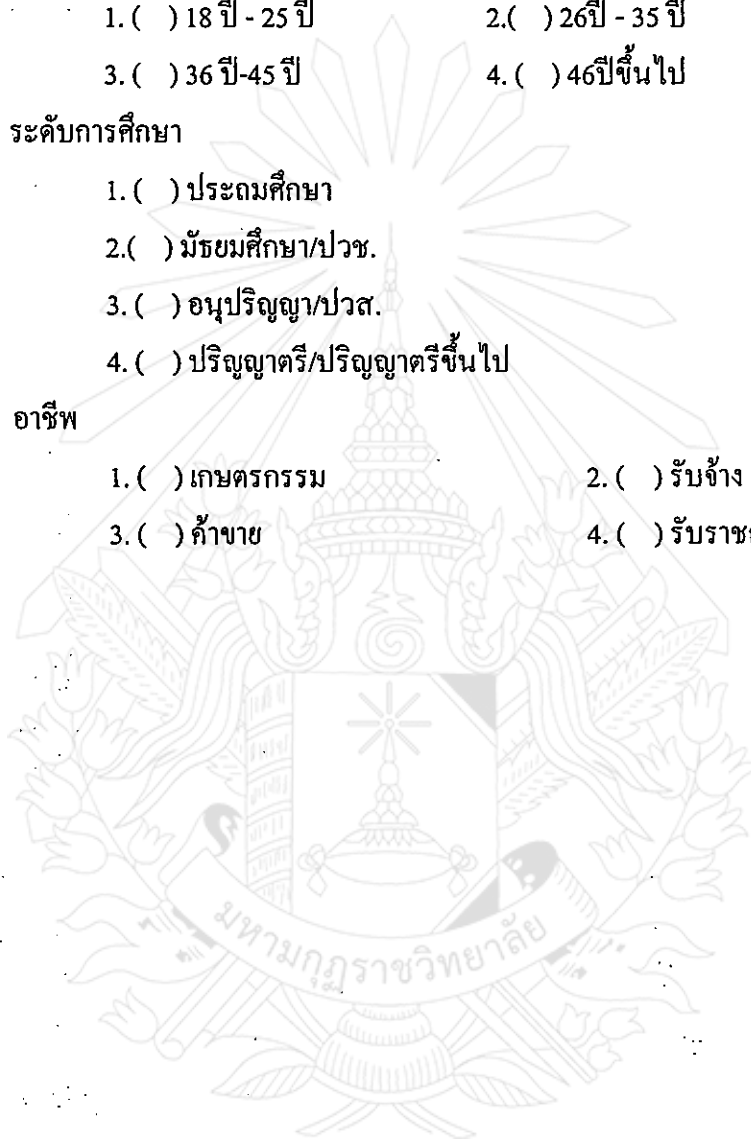 1. (   ) 18 ปี - 25 ปี 2.(   ) 26ปี - 35 ปี
3. (   ) 36 ปี-45 ปี 4. (   ) 46ปีขึ้นไป
ระดับการศึกษา
1. (   ) ประถมศึกษา
2.(   ) มัธยมศึกษา/ปวช.
3. (   ) อนุปริญญา/ปวส.
4. (   ) ปริญญาตรี/ปริญญาตรีขึ้นไป
อาชีพ
1. (   ) เกษตรกรรม 2. (   ) รับจ้าง
3. (   ) ค้าขาย 4. (   )
มหามกุฏราชวิทยาลัย